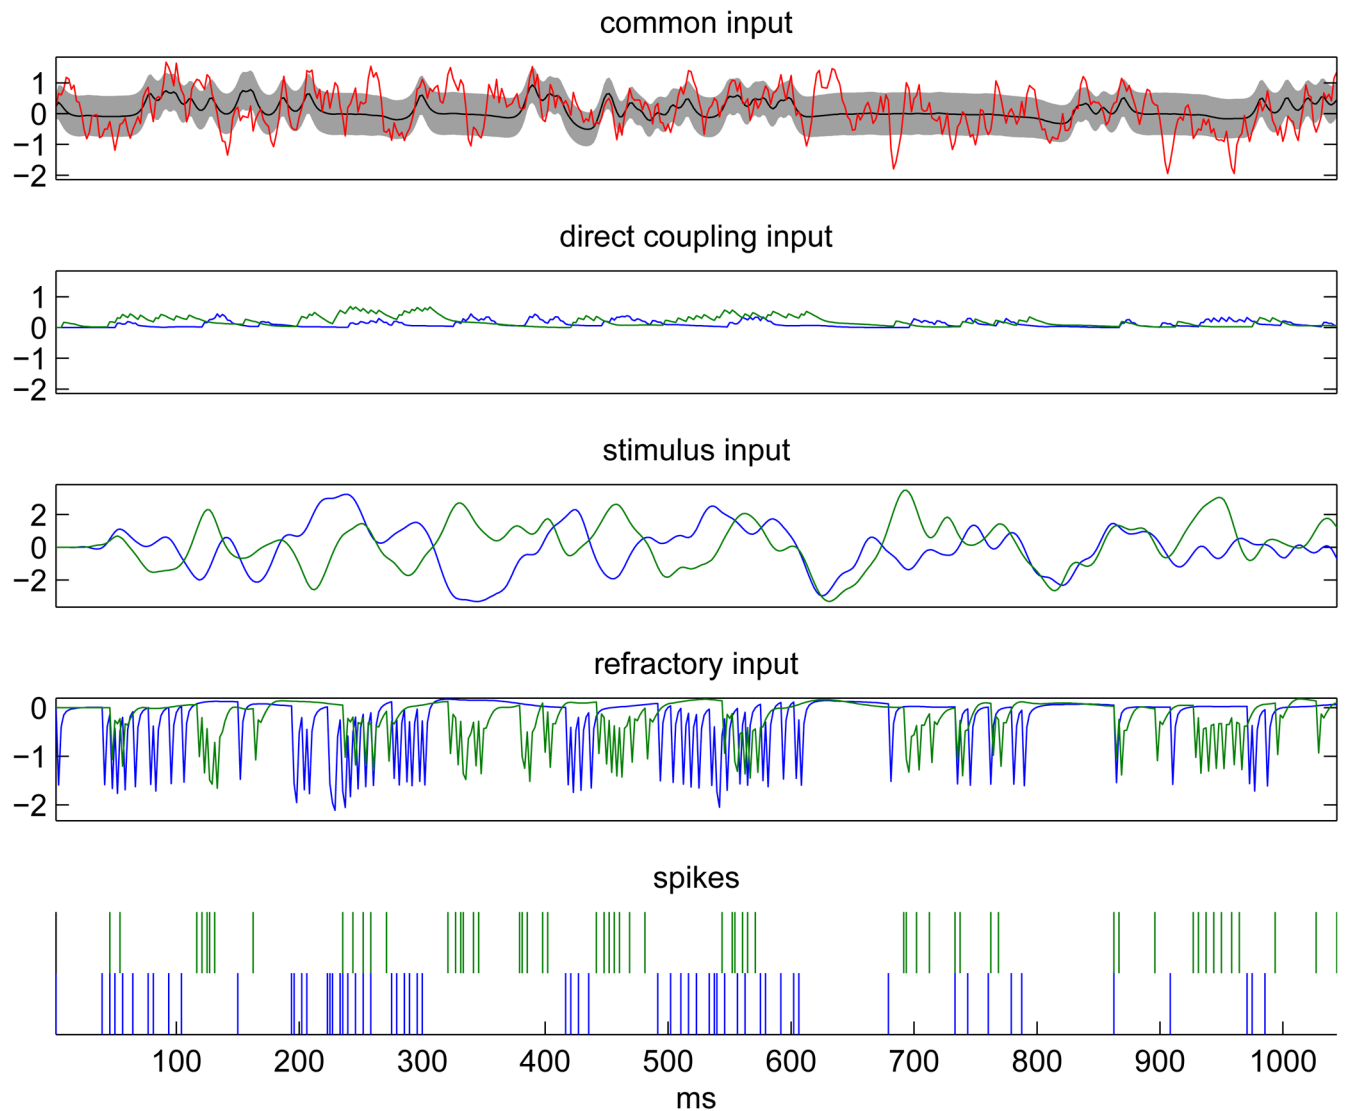 common input
1
0
−1
−2
direct coupling input
1
0
−1
−2
stimulus input
2
0
−2
refractory input
0
−1
−2
spikes
100 200 300 400 500 600 700 800 900 1000
ms